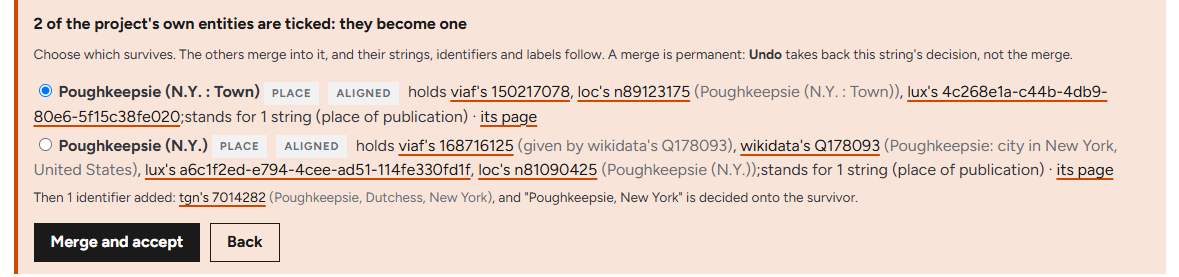 2 of the project's own entities are ticked: they become one
Choose which survives. The others merge into it, and their strings, identifiers and labels follow. A merge is permanent: Undo takes back this string's decision, not the merge.
Poughkeepsie (N.Y. : Town) PLACE ALIGNED holds viaf's 150217078, loc's n89123175 (Poughkeepsie (N.Y. : Town)), lux's 4c268e1a-c44b-4db9-
80e6-5f15c38fe020;stands for 1 string (place of publication) · its page
Poughkeepsie (N.Y.) PLACE ALIGNED holds viaf's 168716125 (given by wikidata's Q178093), wikidata's Q178093 (Poughkeepsie: city in New York,
United States), lux's a6c1f2ed-e794-4cee-ad51-114fe330fd1f, loc's n81090425 (Poughkeepsie (N.Y.));stands for 1 string (place of publication) · its page
Then 1 identifier added: tgn's 7014282 (Poughkeepsie, Dutchess, New York), and "Poughkeepsie, New York" is decided onto the survivor.
Merge and accept Back